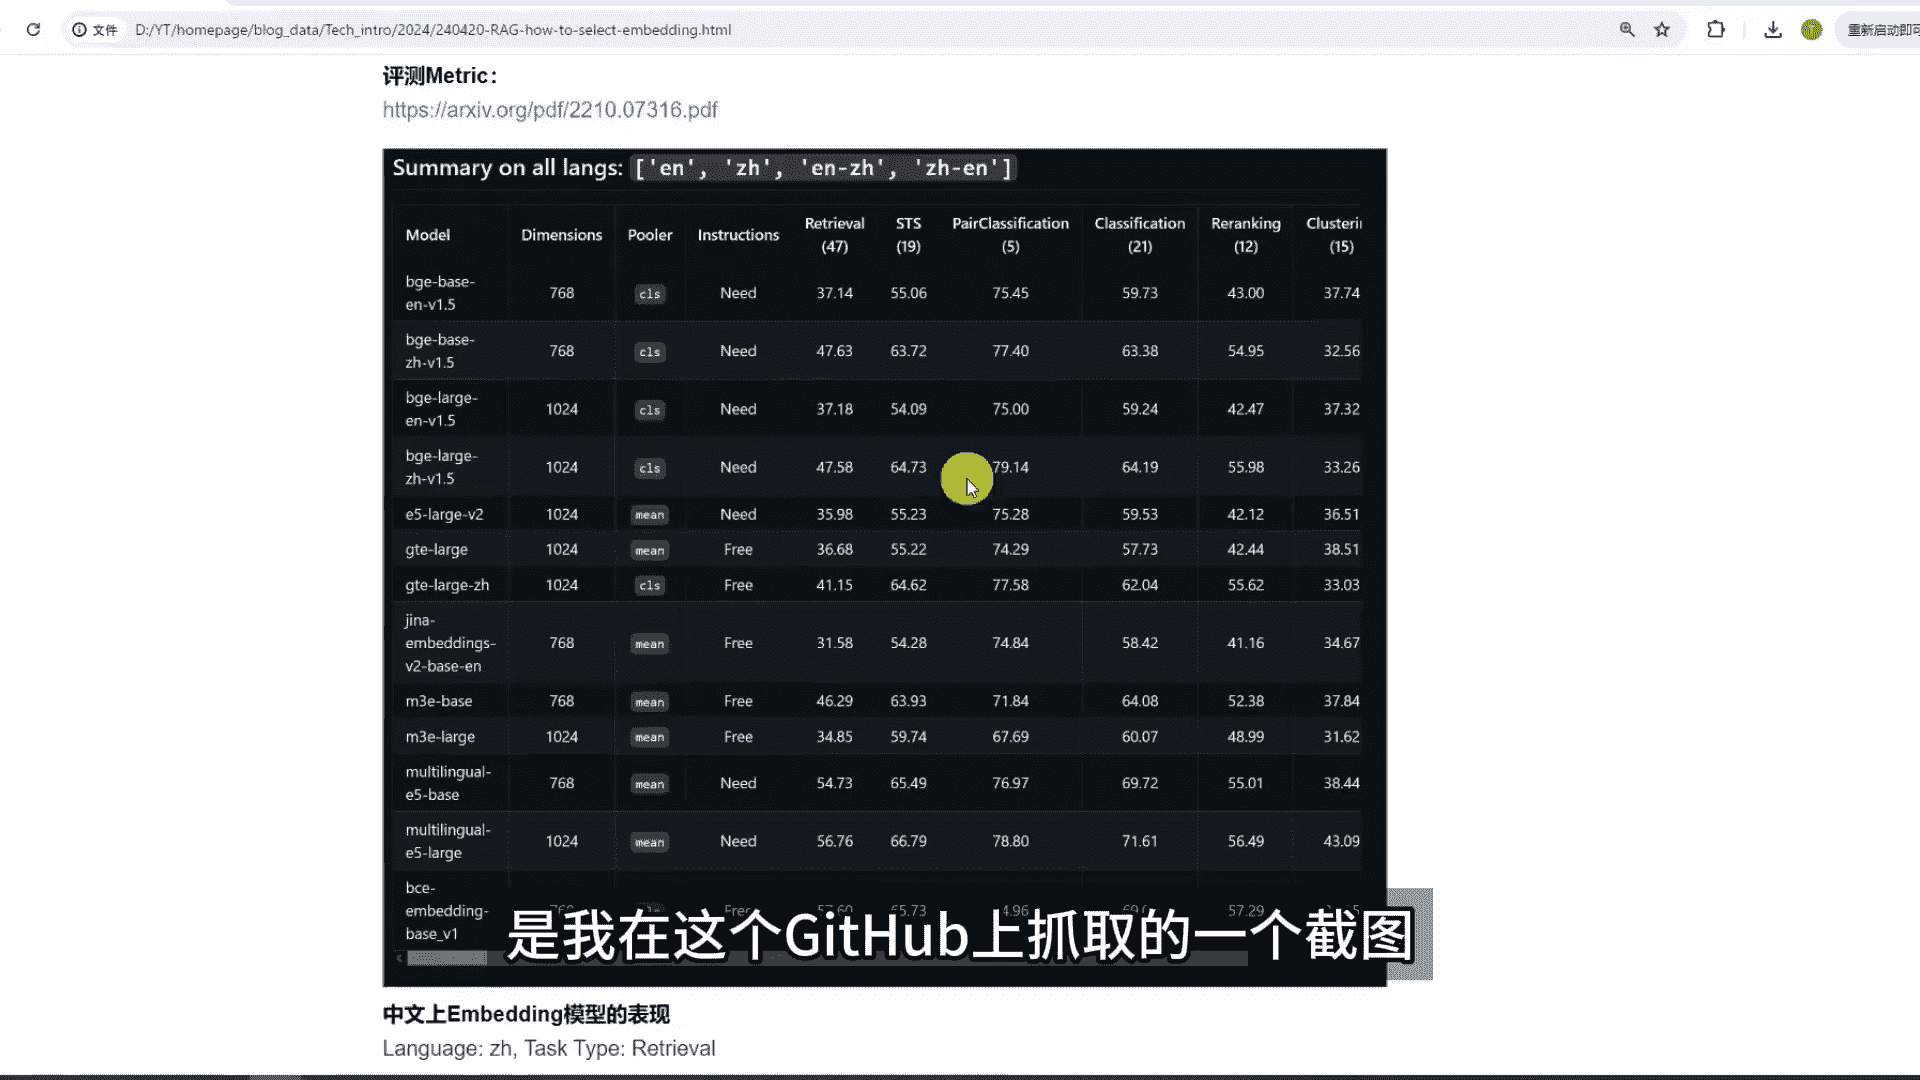 文件 D:/YT/homepage/blog_data/Tech_intro/2024/240420-RAG-how-to-select-embedding.html 重新启动即可
评测Metric:
https://arxiv.org/pdf/2210.07316.pdf
Summary on all langs: ['en', 'zh', 'en-zh', 'zh-en']
Model Dimensions Pooler Instructions Retrieval (47) STS (19) PairClassification (5) Classification (21) Reranking (12) Clusterin (15)
bge-base-en-v1.5 768 cls Need 37.14 55.06 75.45 59.73 43.00 37.74
bge-base-zh-v1.5 768 cls Need 47.63 63.72 77.40 63.38 54.95 32.56
bge-large-en-v1.5 1024 cls Need 37.18 54.09 75.00 59.24 42.47 37.32
bge-large-zh-v1.5 1024 cls Need 47.58 64.73 79.14 64.19 55.98 33.26
e5-large-v2 1024 mean Need 35.98 55.23 75.28 59.53 42.12 36.51
gte-large 1024 mean Free 36.68 55.22 74.29 57.73 42.44 38.51
gte-large-zh 1024 cls Free 41.15 64.62 77.58 62.04 55.62 33.03
jina-embeddings-v2-base-en 768 mean Free 31.58 54.28 74.84 58.42 41.16 34.67
m3e-base 768 mean Free 46.29 63.93 71.84 64.08 52.38 37.84
m3e-large 1024 mean Free 34.85 59.74 67.69 60.07 48.99 31.62
multilingual-e5-base 768 mean Need 54.73 65.49 76.97 69.72 55.01 38.44
multilingual-e5-large 1024 mean Need 56.76 66.79 78.80 71.61 56.49 43.09
bce-embedding-base_v1 768 cls Free 57.60 65.73 57.29
是我在这个GitHub上抓取的一个截图
中文上Embedding模型的表现
Language: zh, Task Type: Retrieval